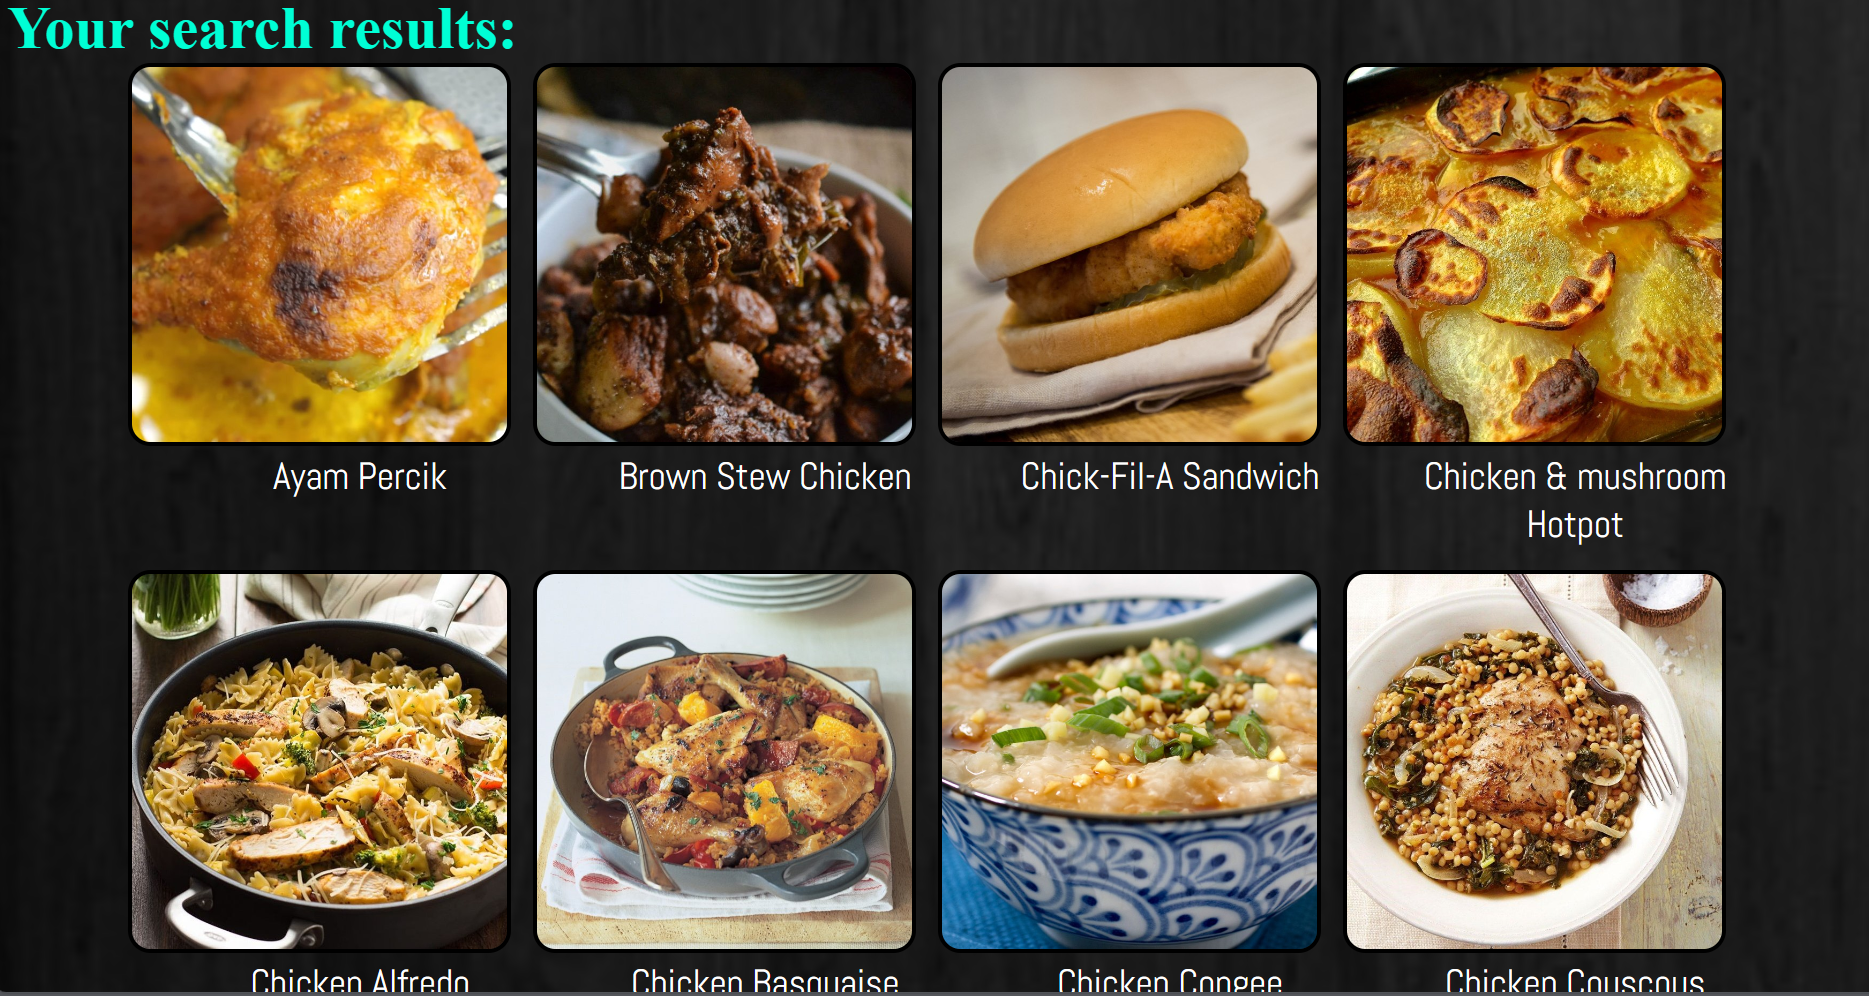 Your search results:
Ayam Percik
Brown Stew Chicken
Chick-Fil-A Sandwich
Chicken & mushroom
Hotpot
Chicken Alfredo
Chicken Basquaise
Chicken Congee
Chicken Couscous